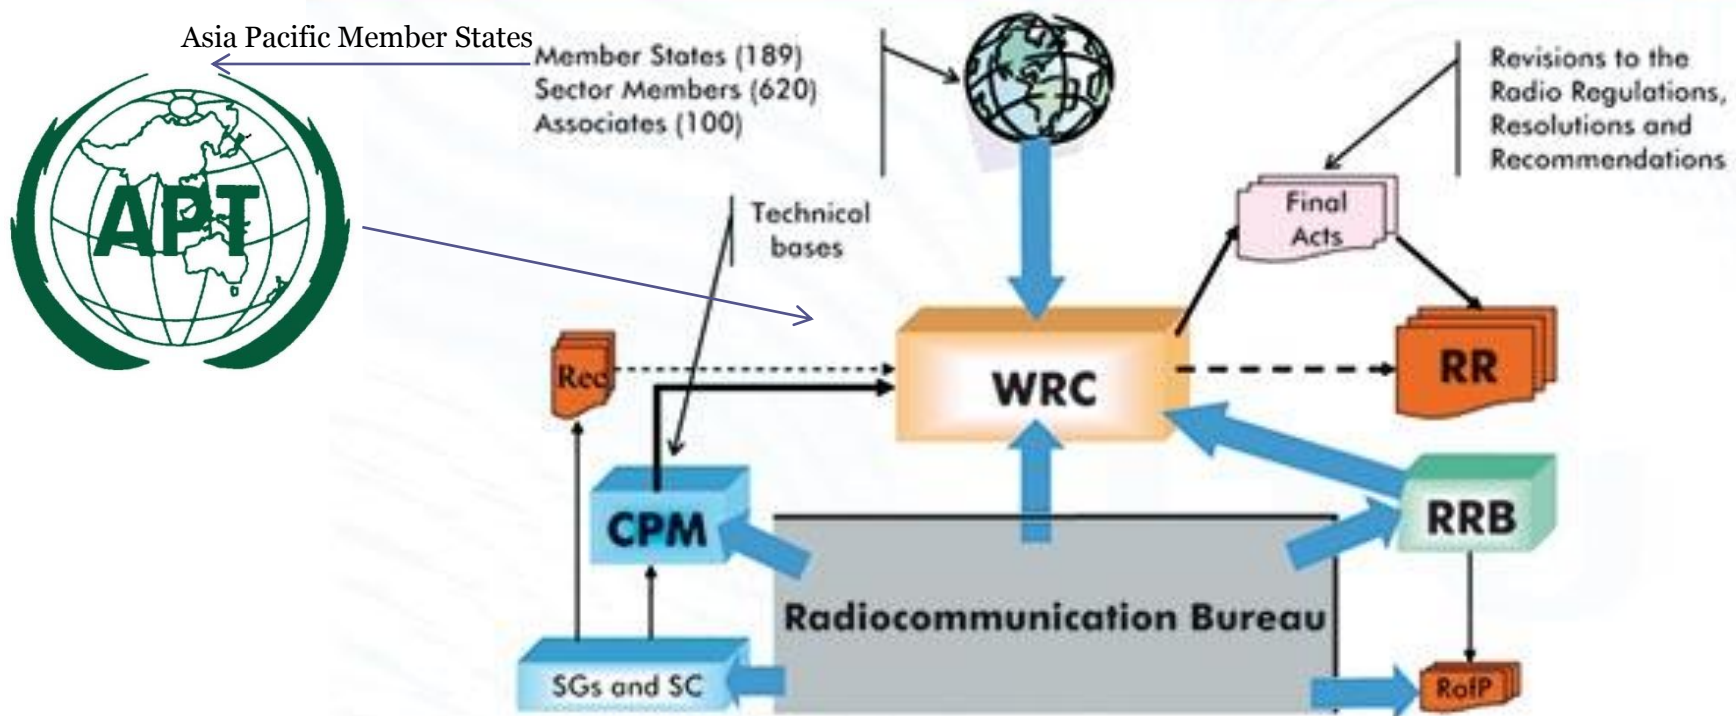 Asia Pacific Member States
Member States (189)
Sector Members (620)
Associates (100)
Revisions to the
Radio Regulations,
Resolutions and
Recommendations
APT
Technical
bases
Final
Acts
Rec
WRC
RR
CPM
RRB
Radiocommunication Bureau
SGs and SC
RofP